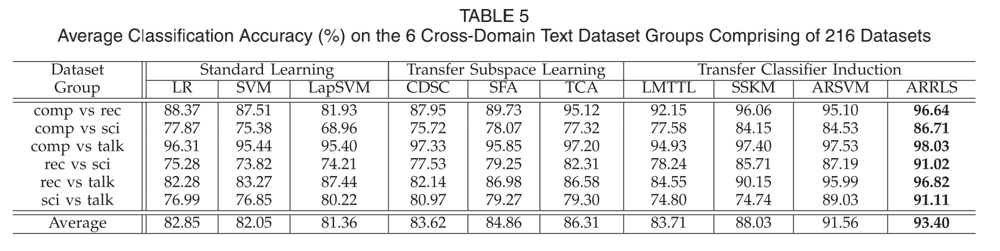 TABLE 5
Average Classification Accuracy (%) on the 6 Cross-Domain Text Dataset Groups Comprising of 216 Datasets
Dataset Standard Learning Transfer Subspace Learning Transfer Classifier Induction
Group LR SVM LapSVM CDSC SFA TCA LMTTL SSKM ARSVM ARRLS
comp vs rec 88.37 87.51 81.93 87.95 89.73 95.12 92.15 96.06 95.10 96.64
comp vs sci 77.87 75.38 68.96 75.72 78.07 77.32 77.58 84.15 84.53 86.71
comp vs talk 96.31 95.44 95.40 97.33 95.85 97.20 94.93 97.40 97.53 98.03
rec vs sci 75.28 73.82 74.21 77.53 79.25 82.31 78.24 85.71 87.19 91.02
rec vs talk 82.28 83.27 87.44 82.14 86.98 86.58 84.55 90.15 95.99 96.82
sci vs talk 76.99 76.85 80.22 80.97 79.27 79.30 74.80 74.74 89.03 91.11
Average 82.85 82.05 81.36 83.62 84.86 86.31 83.71 88.03 91.56 93.40